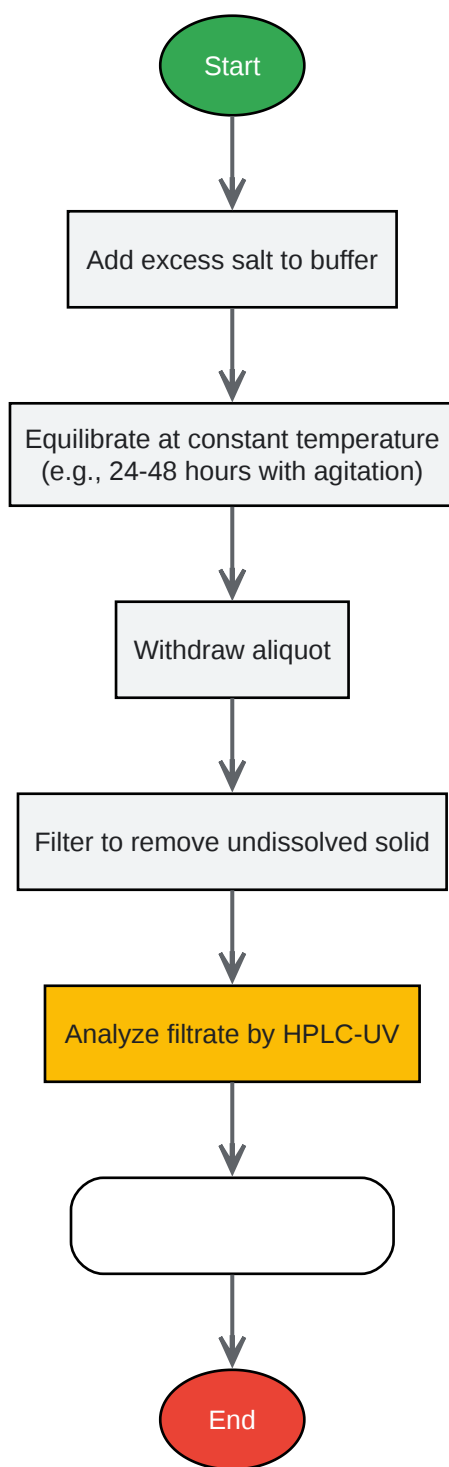 Start
Add excess salt to buffer
Equilibrate at constant temperature
(e.g., 24-48 hours with agitation)
Withdraw aliquot
Filter to remove undissolved solid
Analyze filtrate by HPLC-UV
End